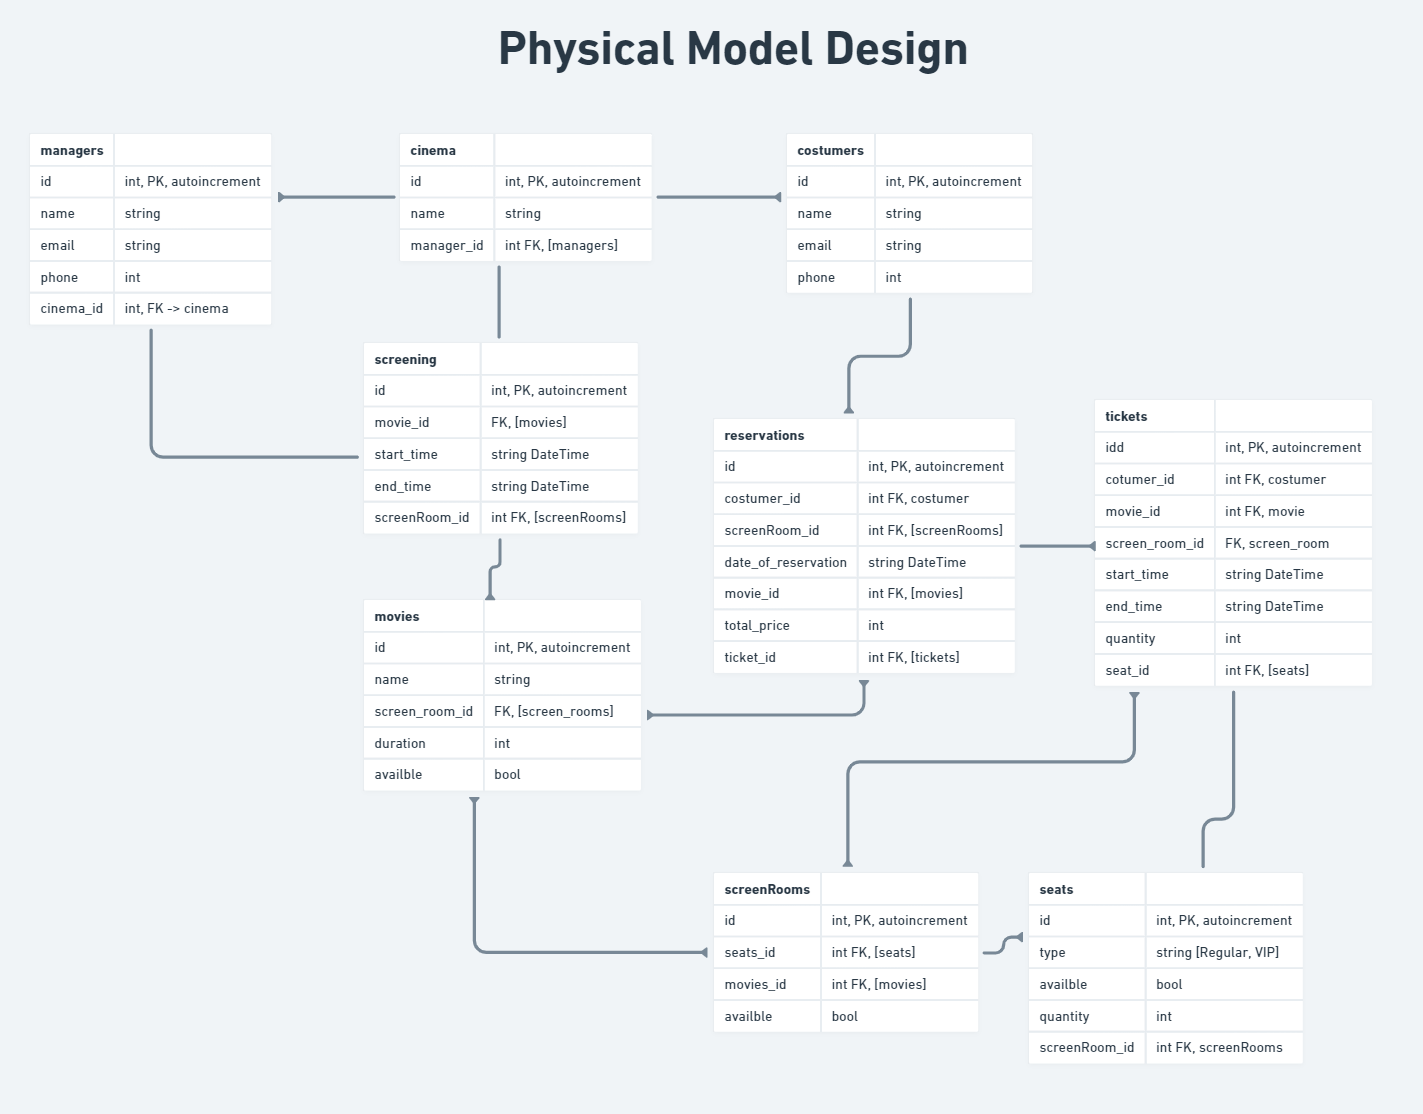 Physical Model Design
managers
id int, PK, autoincrement
name string
email string
phone int
cinema_id int, FK -> cinema
cinema
id int, PK, autoincrement
name string
manager_id int FK, [managers]
costumers
id int, PK, autoincrement
name string
email string
phone int
screening
id int, PK, autoincrement
movie_id FK, [movies]
start_time string DateTime
end_time string DateTime
screenRoom_id int FK, [screenRooms]
reservations
id int, PK, autoincrement
costumer_id int FK, costumer
screenRoom_id int FK, [screenRooms]
date_of_reservation string DateTime
movie_id int FK, [movies]
total_price int
ticket_id int FK, [tickets]
tickets
idd int, PK, autoincrement
cotumer_id int FK, costumer
movie_id int FK, movie
screen_room_id FK, screen_room
start_time string DateTime
end_time string DateTime
quantity int
seat_id int FK, [seats]
movies
id int, PK, autoincrement
name string
screen_room_id FK, [screen_rooms]
duration int
availble bool
screenRooms
id int, PK, autoincrement
seats_id int FK, [seats]
movies_id int FK, [movies]
availble bool
seats
id int, PK, autoincrement
type string [Regular, VIP]
availble bool
quantity int
screenRoom_id int FK, screenRooms